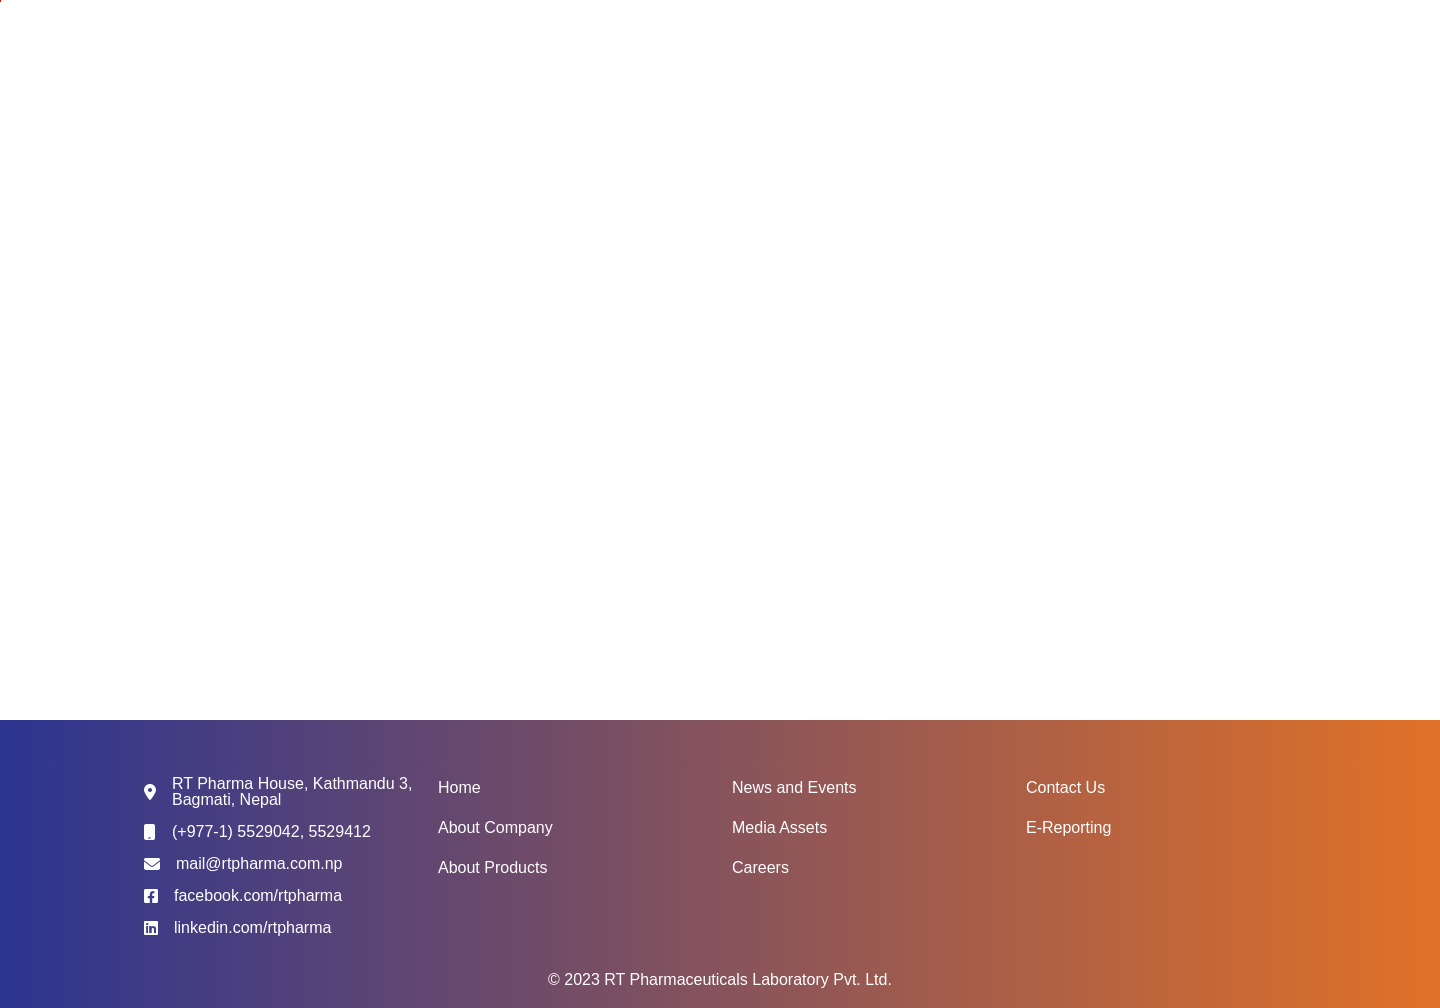 RT Pharma House, Kathmandu 3,
Bagmati, Nepal
(+977-1) 5529042, 5529412
mail@rtpharma.com.np
facebook.com/rtpharma
linkedin.com/rtpharma
Home
About Company
About Products
News and Events
Media Assets
Careers
Contact Us
E-Reporting
© 2023 RT Pharmaceuticals Laboratory Pvt. Ltd.